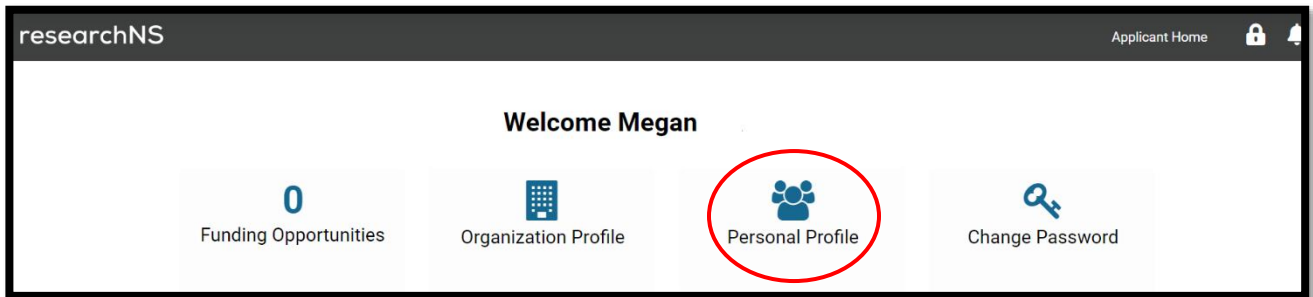 researchNS
Applicant Home
Welcome Megan
0
Funding Opportunities
Organization Profile
Personal Profile
Change Password